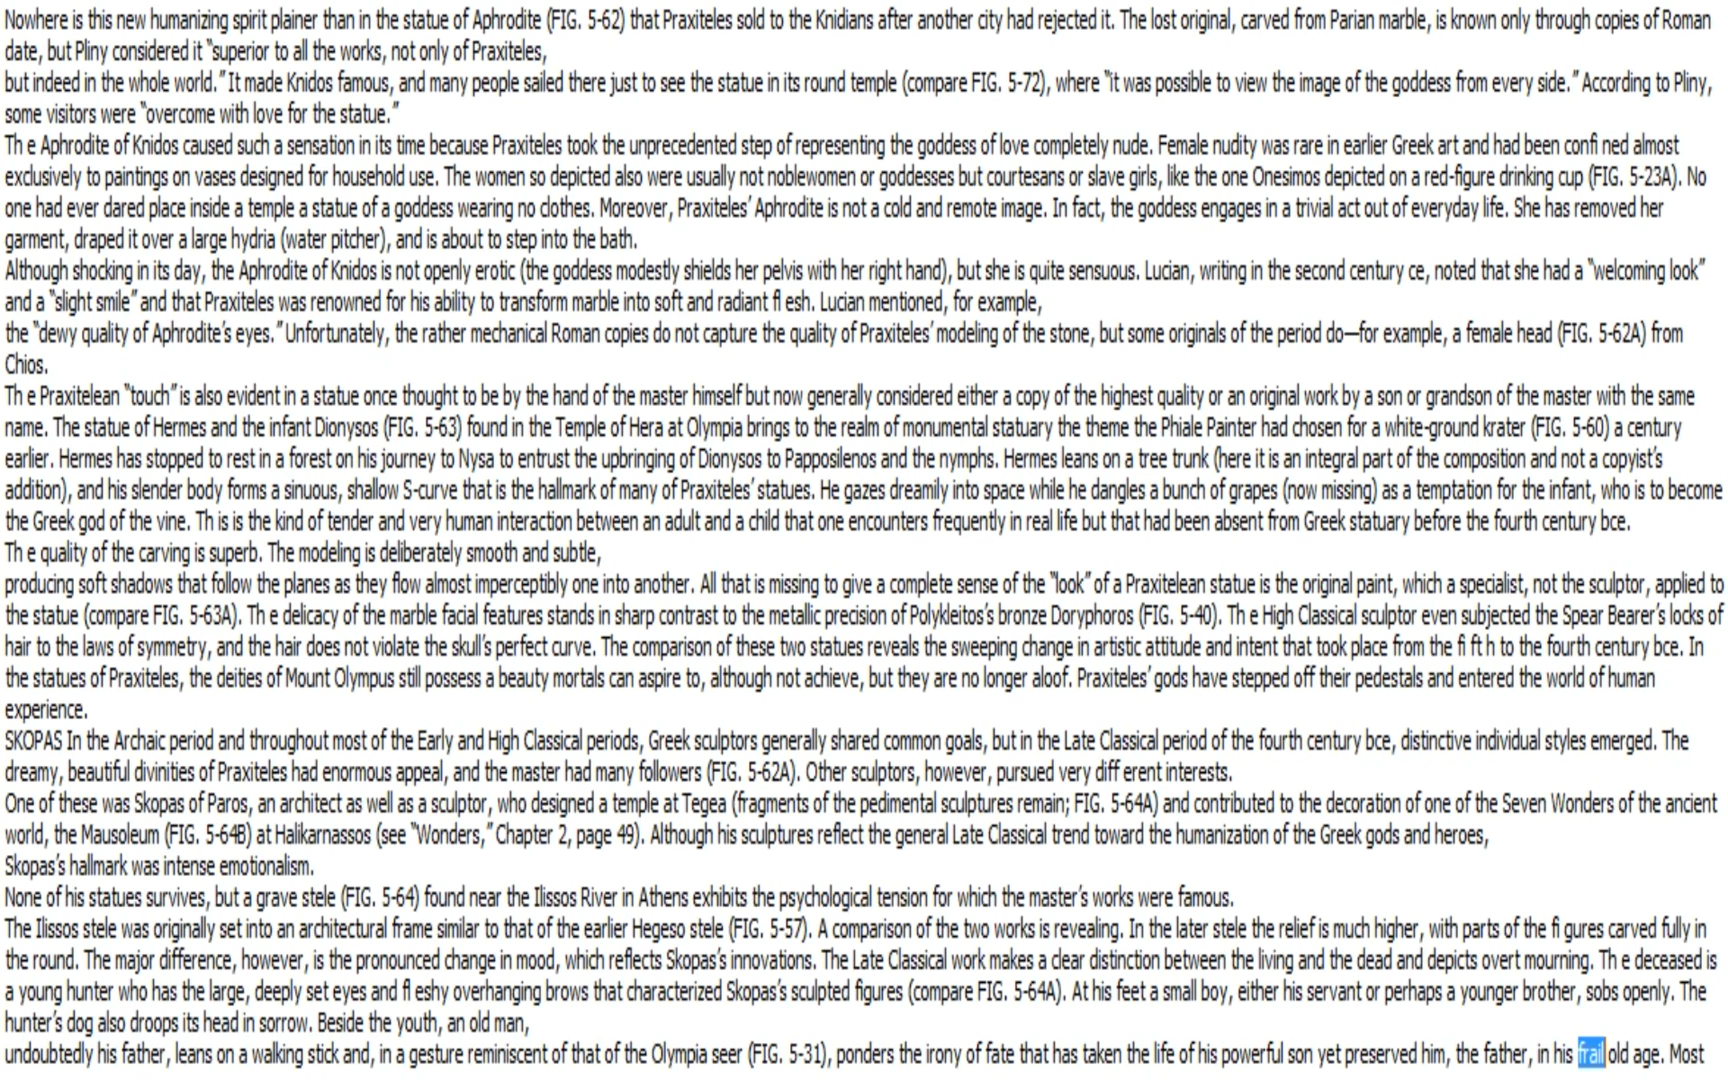 Nowhere is this new humanizing spirit plainer than in the statue of Aphrodite (FIG. 5-62) that Praxiteles sold to the Knidians after another city had rejected it. The lost original, carved from Parian marble, is known only through copies of Roman
date, but Pliny considered it “superior to all the works, not only of Praxiteles,
but indeed in the whole world.” It made Knidos famous, and many people sailed there just to see the statue in its round temple (compare FIG. 5-72), where “it was possible to view the image of the goddess from every side.” According to Pliny,
some visitors were “overcome with love for the statue.”
Th e Aphrodite of Knidos caused such a sensation in its time because Praxiteles took the unprecedented step of representing the goddess of love completely nude. Female nudity was rare in earlier Greek art and had been confi ned almost
exclusively to paintings on vases designed for household use. The women so depicted also were usually not noblewomen or goddesses but courtesans or slave girls, like the one Onesimos depicted on a red-figure drinking cup (FIG. 5-23A). No
one had ever dared place inside a temple a statue of a goddess wearing no clothes. Moreover, Praxiteles’ Aphrodite is not a cold and remote image. In fact, the goddess engages in a trivial act out of everyday life. She has removed her
garment, draped it over a large hydria (water pitcher), and is about to step into the bath.
Although shocking in its day, the Aphrodite of Knidos is not openly erotic (the goddess modestly shields her pelvis with her right hand), but she is quite sensuous. Lucian, writing in the second century ce, noted that she had a “welcoming look”
and a “slight smile” and that Praxiteles was renowned for his ability to transform marble into soft and radiant fl esh. Lucian mentioned, for example,
the “dewy quality of Aphrodite’s eyes.” Unfortunately, the rather mechanical Roman copies do not capture the quality of Praxiteles’ modeling of the stone, but some originals of the period do—for example, a female head (FIG. 5-62A) from
Chios.
Th e Praxitelean “touch” is also evident in a statue once thought to be by the hand of the master himself but now generally considered either a copy of the highest quality or an original work by a son or grandson of the master with the same
name. The statue of Hermes and the infant Dionysos (FIG. 5-63) found in the Temple of Hera at Olympia brings to the realm of monumental statuary the theme the Phiale Painter had chosen for a white-ground krater (FIG. 5-60) a century
earlier. Hermes has stopped to rest in a forest on his journey to Nysa to entrust the upbringing of Dionysos to Papposilenos and the nymphs. Hermes leans on a tree trunk (here it is an integral part of the composition and not a copyist’s
addition), and his slender body forms a sinuous, shallow S-curve that is the hallmark of many of Praxiteles’ statues. He gazes dreamily into space while he dangles a bunch of grapes (now missing) as a temptation for the infant, who is to become
the Greek god of the vine. Th is is the kind of tender and very human interaction between an adult and a child that one encounters frequently in real life but that had been absent from Greek statuary before the fourth century bce.
Th e quality of the carving is superb. The modeling is deliberately smooth and subtle,
producing soft shadows that follow the planes as they flow almost imperceptibly one into another. All that is missing to give a complete sense of the “look” of a Praxitelean statue is the original paint, which a specialist, not the sculptor, applied to
the statue (compare FIG. 5-63A). Th e delicacy of the marble facial features stands in sharp contrast to the metallic precision of Polykleitos’s bronze Doryphoros (FIG. 5-40). Th e High Classical sculptor even subjected the Spear Bearer’s locks of
hair to the laws of symmetry, and the hair does not violate the skull’s perfect curve. The comparison of these two statues reveals the sweeping change in artistic attitude and intent that took place from the fi ft h to the fourth century bce. In
the statues of Praxiteles, the deities of Mount Olympus still possess a beauty mortals can aspire to, although not achieve, but they are no longer aloof. Praxiteles’ gods have stepped off their pedestals and entered the world of human
experience.
SKOPAS In the Archaic period and throughout most of the Early and High Classical periods, Greek sculptors generally shared common goals, but in the Late Classical period of the fourth century bce, distinctive individual styles emerged. The
dreamy, beautiful divinities of Praxiteles had enormous appeal, and the master had many followers (FIG. 5-62A). Other sculptors, however, pursued very diff erent interests.
One of these was Skopas of Paros, an architect as well as a sculptor, who designed a temple at Tegea (fragments of the pedimental sculptures remain; FIG. 5-64A) and contributed to the decoration of one of the Seven Wonders of the ancient
world, the Mausoleum (FIG. 5-64B) at Halikarnassos (see “Wonders,” Chapter 2, page 49). Although his sculptures reflect the general Late Classical trend toward the humanization of the Greek gods and heroes,
Skopas’s hallmark was intense emotionalism.
None of his statues survives, but a grave stele (FIG. 5-64) found near the Ilissos River in Athens exhibits the psychological tension for which the master’s works were famous.
The Ilissos stele was originally set into an architectural frame similar to that of the earlier Hegeso stele (FIG. 5-57). A comparison of the two works is revealing. In the later stele the relief is much higher, with parts of the fi gures carved fully in
the round. The major difference, however, is the pronounced change in mood, which reflects Skopas’s innovations. The Late Classical work makes a clear distinction between the living and the dead and depicts overt mourning. Th e deceased is
a young hunter who has the large, deeply set eyes and fl eshy overhanging brows that characterized Skopas’s sculpted figures (compare FIG. 5-64A). At his feet a small boy, either his servant or perhaps a younger brother, sobs openly. The
hunter’s dog also droops its head in sorrow. Beside the youth, an old man,
undoubtedly his father, leans on a walking stick and, in a gesture reminiscent of that of the Olympia seer (FIG. 5-31), ponders the irony of fate that has taken the life of his powerful son yet preserved him, the father, in his frail old age. Most